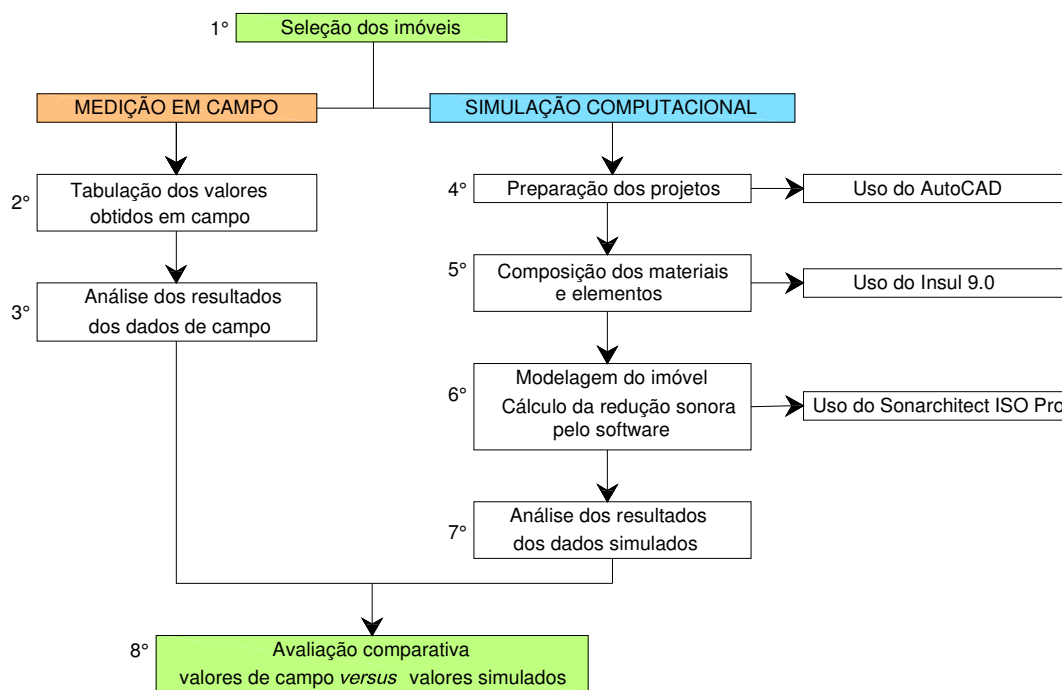 1° Seleção dos imóveis
MEDIÇÃO EM CAMPO
SIMULAÇÃO COMPUTACIONAL
2° Tabulação dos valores
obtidos em campo
3° Análise dos resultados
dos dados de campo
4° Preparação dos projetos
Uso do AutoCAD
5° Composição dos materiais
e elementos
Uso do Insul 9.0
6° Modelagem do imóvel
Cálculo da redução sonora
pelo software
Uso do Sonarchitect ISO Pro
7° Análise dos resultados
dos dados simulados
8° Avaliação comparativa
valores de campo versus valores simulados